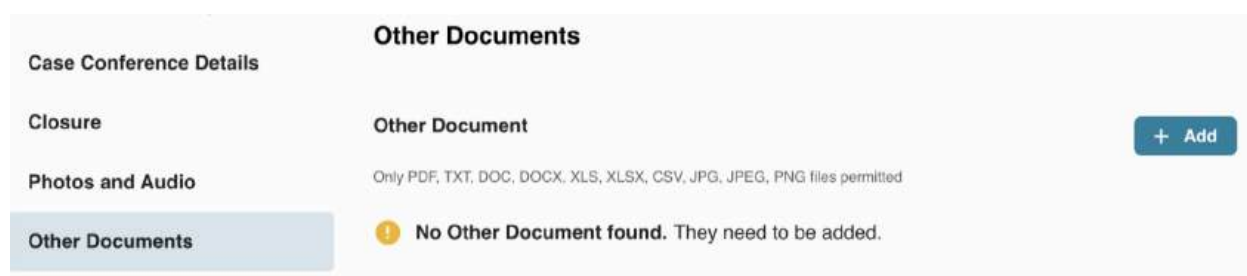 Case Conference Details
Closure
Photos and Audio
Other Documents
Other Documents
Other Document
+ Add
Only PDF, TXT, DOC, DOCX, XLS, XLSX, CSV, JPG, JPEG, PNG files permitted
No Other Document found. They need to be added.